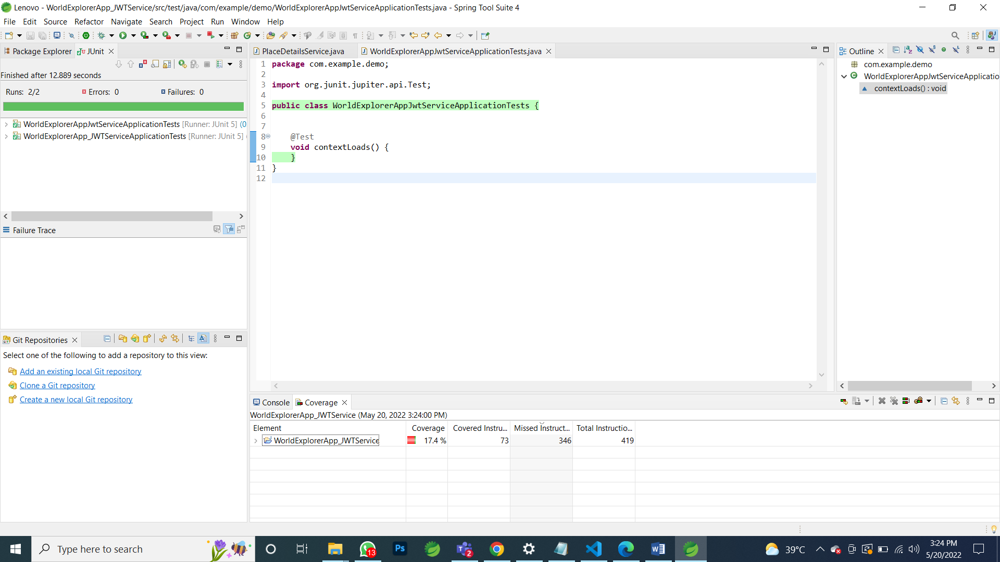 Lenovo - WorldExplorerApp_JWTService/src/test/java/com/example/demo/WorldExplorerAppJwtServiceApplicationTests.java - Spring Tool Suite 4
File Edit Source Refactor Navigate Search Project Run Window Help
Package Explorer JUnit
Finished after 12.889 seconds
Runs: 2/2 Errors: 0 Failures: 0
WorldExplorerAppJwtServiceApplicationTests [Runner: JUnit 5] (0
WorldExplorerApp_JWTServiceApplicationTests [Runner: JUnit 5]
Failure Trace
Git Repositories
Select one of the following to add a repository to this view:
Add an existing local Git repository
Clone a Git repository
Create a new local Git repository
PlaceDetailsService.java WorldExplorerAppJwtServiceApplicationTests.java
1 package com.example.demo;
2
3 import org.junit.jupiter.api.Test;
4
5 public class WorldExplorerAppJwtServiceApplicationTests {
6
7
8 @Test
9 void contextLoads() {
10 }
11 }
12
Outline
com.example.demo
WorldExplorerAppJwtServiceApplicatio
contextLoads() : void
Console Coverage
WorldExplorerApp_JWTService (May 20, 2022 3:24:00 PM)
Element Coverage Covered Instru... Missed Instruct... Total Instructio...
WorldExplorerApp_JWTService 17.4 % 73 346 419
Type here to search
13
Ps
2
39°C
3:24 PM
5/20/2022